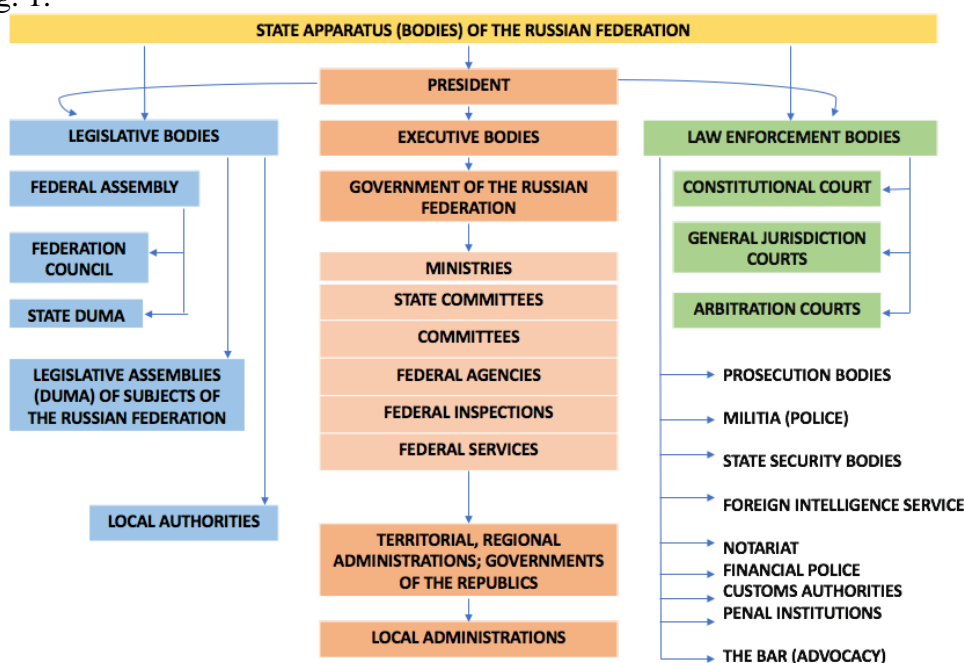 g. 1.
STATE APPARATUS (BODIES) OF THE RUSSIAN FEDERATION
PRESIDENT
LEGISLATIVE BODIES
FEDERAL ASSEMBLY
FEDERATION
COUNCIL
STATE DUMA
LEGISLATIVE ASSEMBLIES
(DUMA) OF SUBJECTS OF
THE RUSSIAN FEDERATION
LOCAL AUTHORITIES
EXECUTIVE BODIES
GOVERNMENT OF THE RUSSIAN
FEDERATION
MINISTRIES
STATE COMMITTEES
COMMITTEES
FEDERAL AGENCIES
FEDERAL INSPECTIONS
FEDERAL SERVICES
TERRITORIAL, REGIONAL
ADMINISTRATIONS; GOVERNMENTS
OF THE REPUBLICS
LOCAL ADMINISTRATIONS
LAW ENFORCEMENT BODIES
CONSTITUTIONAL COURT
GENERAL JURISDICTION
COURTS
ARBITRATION COURTS
PROSECUTION BODIES
MILITIA (POLICE)
STATE SECURITY BODIES
FOREIGN INTELLIGENCE SERVICE
NOTARIAT
FINANCIAL POLICE
CUSTOMS AUTHORITIES
PENAL INSTITUTIONS
THE BAR (ADVOCACY)